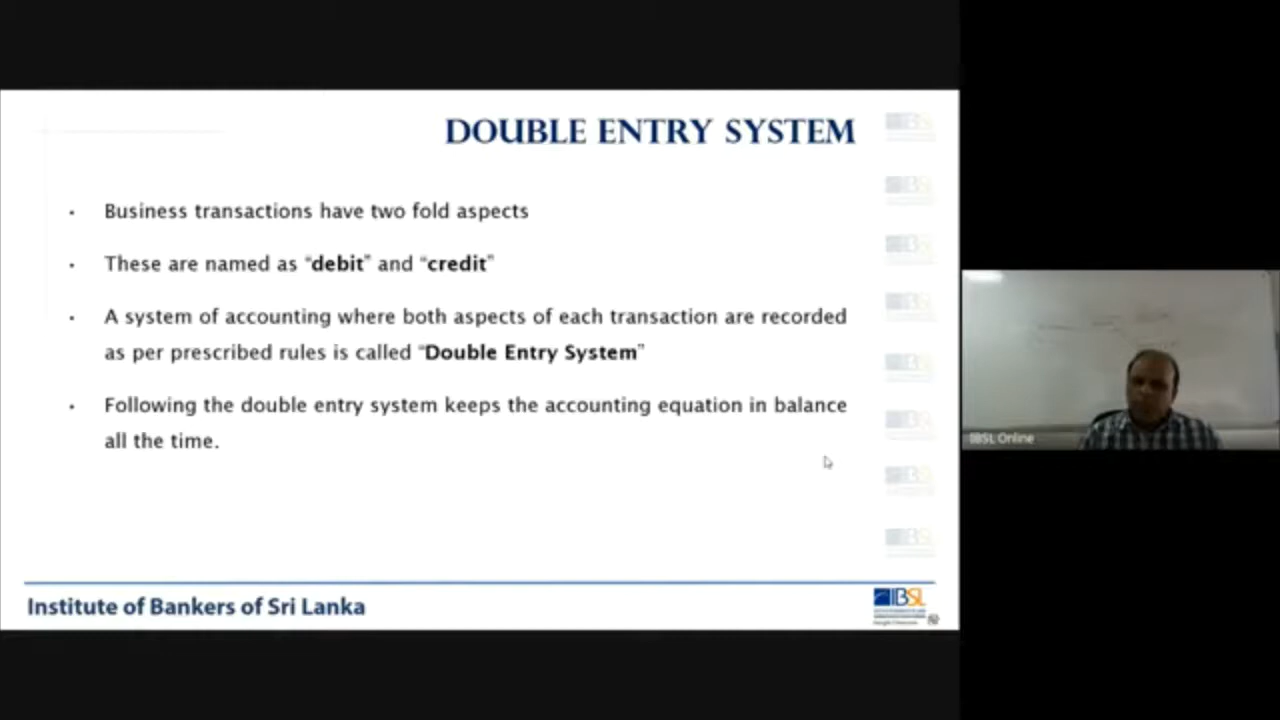 DOUBLE ENTRY SYSTEM
• Business transactions have two fold aspects
• These are named as “debit” and “credit”
• A system of accounting where both aspects of each transaction are recorded
as per prescribed rules is called “Double Entry System”
• Following the double entry system keeps the accounting equation in balance
all the time.
IBSL Online
Institute of Bankers of Sri Lanka
IBSL